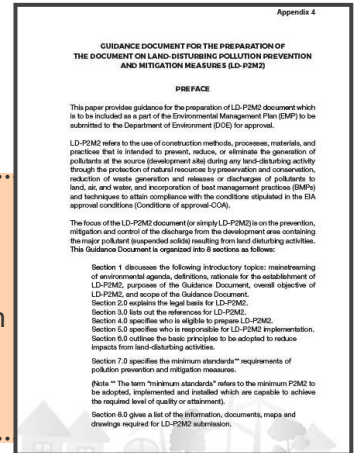 Appendix 4
GUIDANCE DOCUMENT FOR THE PREPARATION OF
THE DOCUMENT ON LAND-DISTURBING POLLUTION PREVENTION
AND MITIGATION MEASURES (LD-P2M2)
PREFACE
This paper provides guidance for the preparation of LD-P2M2 document which
is to be included as a part of the Environmental Management Plan (EMP) to be
submitted to the Department of Environment (DOE) for approval.
LD-P2M2 refers to the use of construction methods, processes, materials, and
practices that is intended to prevent, reduce, or eliminate the generation of
pollutants at the source (development site) during any land-disturbing activity
through the protection of natural resources by preservation and conservation,
reduction of waste generation and releases or discharges of pollutants to
land, air, and water, and incorporation of best management practices (BMPs)
and techniques to attain compliance with the conditions stipulated in the EIA
approval conditions (Conditions of approval-COA).
The focus of the LD-P2M2 document (or simply LD-P2M2) is on the prevention,
mitigation and control of the discharge from the development area containing
the major pollutant (suspended solids) resulting from land disturbing activities.
This Guidance Document is organized into 8 sections as follows:
Section 1 discusses the following introductory topics: mainstreaming
of environmental agenda, definitions, rationale for the establishment of
LD-P2M2, purposes of the Guidance Document, overall objective of
LD-P2M2, and scope of the Guidance Document.
Section 2.0 explains the legal basis for LD-P2M2.
Section 3.0 lists out the references for LD-P2M2.
Section 4.0 specifies who is eligible to prepare LD-P2M2.
Section 5.0 specifies who is responsible for LD-P2M2 implementation.
Section 6.0 outlines the basic principles to be adopted to reduce
impacts from land-disturbing activities.
Section 7.0 specifies the minimum standards** requirements of
pollution prevention and mitigation measures.
(Note ** The term "minimum standards" refers to the minimum P2M2 to
be adopted, implemented and installed which are capable to achieve
the required level of quality or attainment).
Section 8.0 gives a list of the information, documents, maps and
drawings required for LD-P2M2 submission.